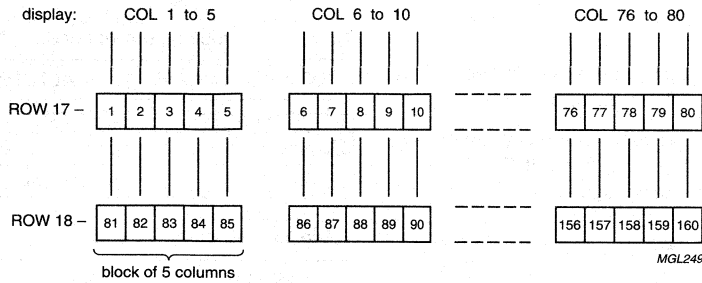 display: COL 1 to 5 COL 6 to 10 COL 76 to 80
ROW 17 – 1 2 3 4 5 6 7 8 9 10 76 77 78 79 80
ROW 18 – 81 82 83 84 85 86 87 88 89 90 156 157 158 159 160
MGL249
block of 5 columns